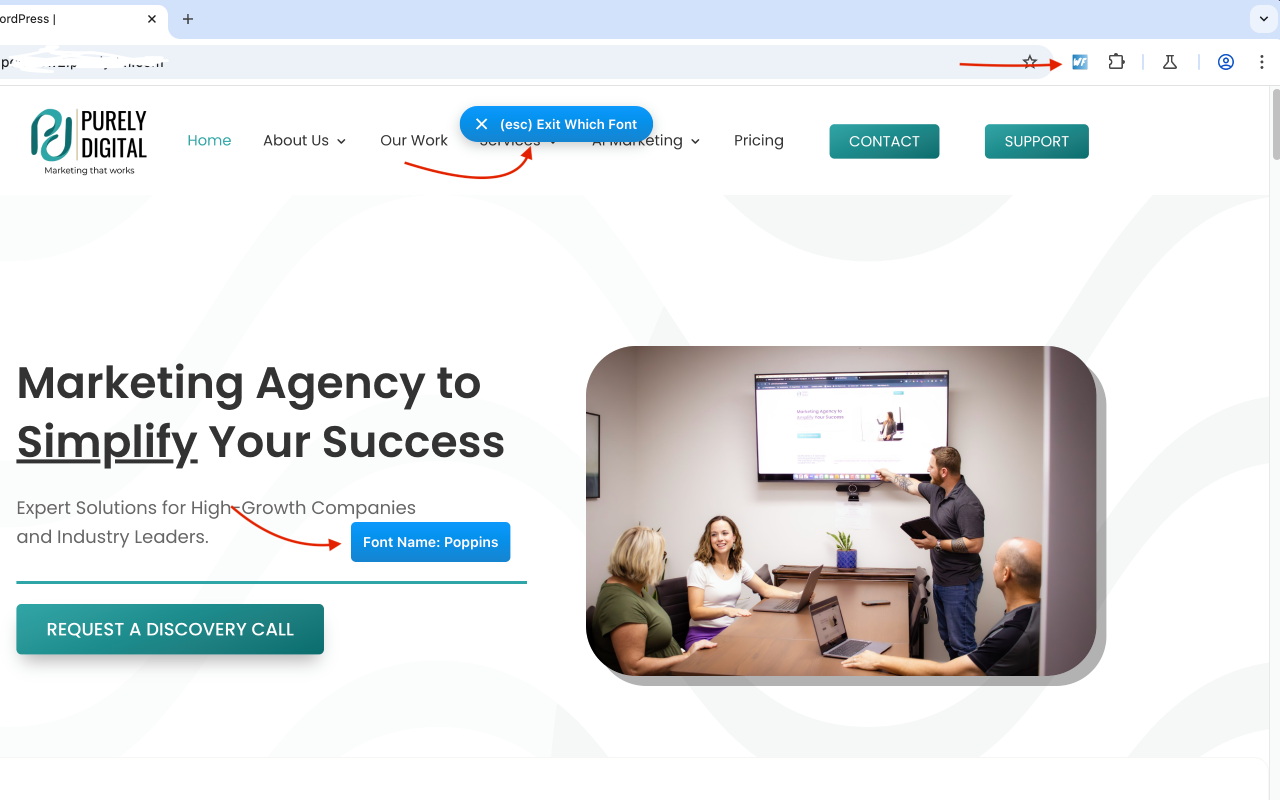 ordPress |
PURELY
DIGITAL
Marketing that works
Home About Us Our Work Services AI Marketing Pricing CONTACT SUPPORT
(esc) Exit Which Font
Marketing Agency to
Simplify Your Success
Expert Solutions for High-Growth Companies
and Industry Leaders.
Font Name: Poppins
REQUEST A DISCOVERY CALL
WF
Marketing Agency to
Simplify Your Success